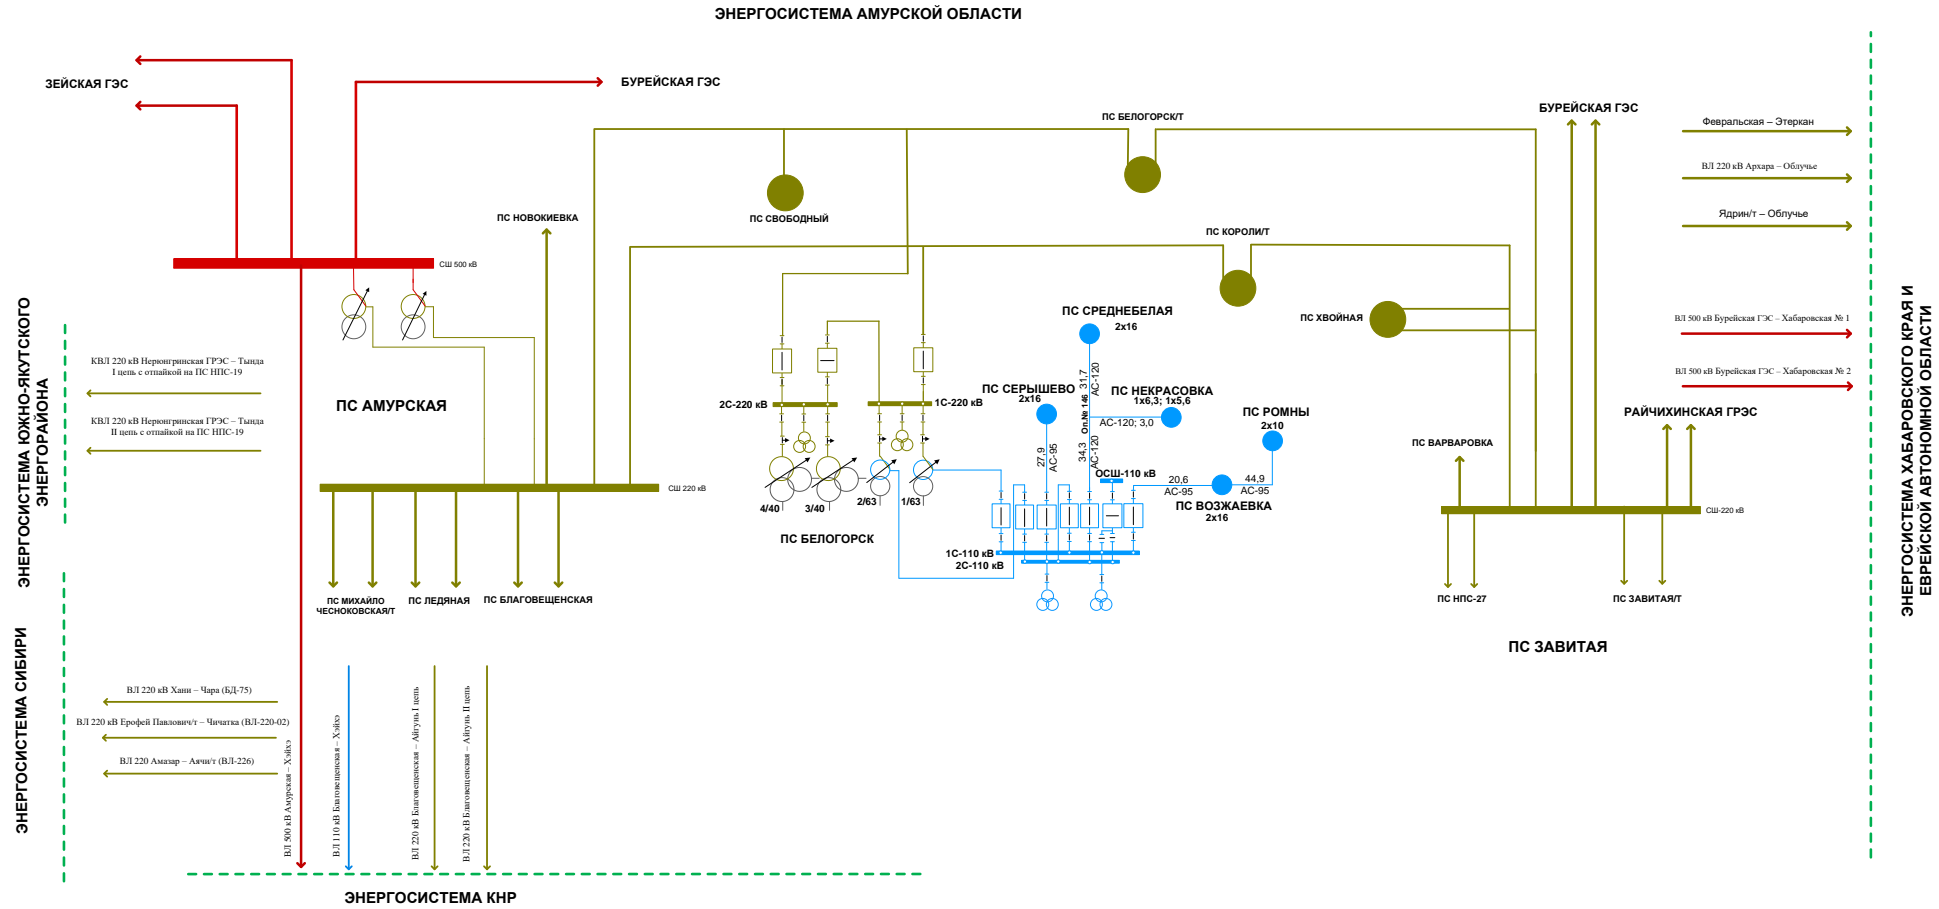 ЭНЕРГОСИСТЕМА АМУРСКОЙ ОБЛАСТИ
ЗЕЙСКАЯ ГЭС
БУРЕЙСКАЯ ГЭС
ПС БЕЛОГОРСК/Т
БУРЕЙСКАЯ ГЭС
Февральская – Этеркан
ВЛ 220 кВ Архара – Облучье
Ядрин/т – Облучье
ПС НОВОКИЕВКА
ПС СВОБОДНЫЙ
ПС КОРОЛИ/Т
СШ 500 кВ
ПС ХВОЙНАЯ
ВЛ 500 кВ Бурейская ГЭС – Хабаровская № 1
ВЛ 500 кВ Бурейская ГЭС – Хабаровская № 2
ЭНЕРГОСИСТЕМА ХАБАРОВСКОГО КРАЯ И
ЕВРЕЙСКОЙ АВТОНОМНОЙ ОБЛАСТИ
ЭНЕРГОСИСТЕМА ЮЖНО-ЯКУТСКОГО
ЭНЕРГОРАЙОНА
КВЛ 220 кВ Нерюнгринская ГРЭС – Тында
I цепь с отпайкой на ПС НПС-19
КВЛ 220 кВ Нерюнгринская ГРЭС – Тында
II цепь с отпайкой на ПС НПС-19
ПС АМУРСКАЯ
ПС СРЕДНЕБЕЛАЯ
2х16
ПС СЕРЫШЕВО
2х16
ПС НЕКРАСОВКА
1х6,3; 1х5,6
АС-120; 3,0
31,7
АС-120
Оп.№ 146
34,3
АС-120
27,9
АС-95
ПС РОМНЫ
2х10
2С-220 кВ
1С-220 кВ
РАЙЧИХИНСКАЯ ГРЭС
ПС ВАРВАРОВКА
ОСШ-110 кВ
20,6
АС-95
44,9
АС-95
ПС ВОЗЖАЕВКА
2х16
СШ 220 кВ
4/40
3/40
2/63
1/63
СШ-220 кВ
ПС БЕЛОГОРСК
1С-110 кВ
2С-110 кВ
ПС МИХАЙЛО
ЧЕСНОКОВСКАЯ/Т
ПС ЛЕДЯНАЯ
ПС БЛАГОВЕЩЕНСКАЯ
ПС НПС-27
ПС ЗАВИТАЯ/Т
ПС ЗАВИТАЯ
ЭНЕРГОСИСТЕМА СИБИРИ
ВЛ 220 кВ Хани – Чара (БД-75)
ВЛ 220 кВ Ерофей Павлович/т – Чичатка (ВЛ-220-02)
ВЛ 220 Амазар – Аячи/т (ВЛ-226)
ВЛ 500 кВ Амурская – Хэйхэ
ВЛ 110 кВ Благовещенская – Хэйхэ
ВЛ 220 кВ Благовещенская – Айгунь I цепь
ВЛ 220 кВ Благовещенская – Айгунь II цепь
ЭНЕРГОСИСТЕМА КНР